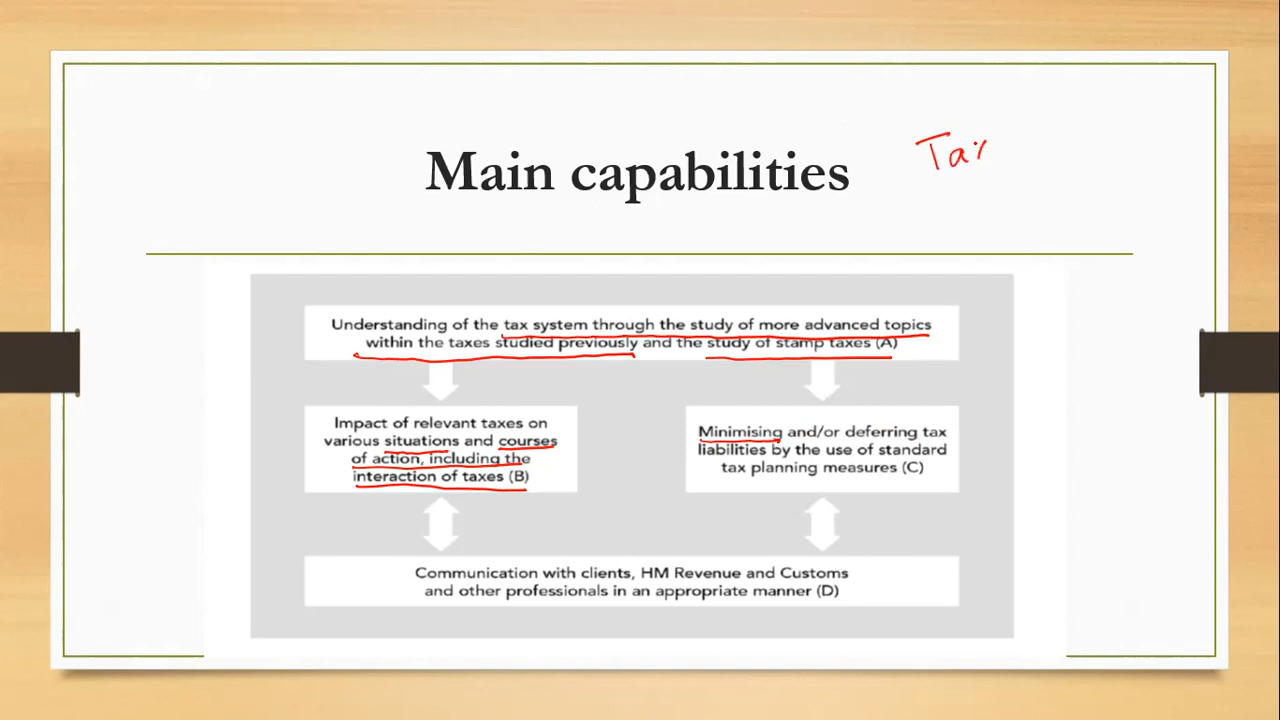 Main capabilities
Tax
Understanding of the tax system through the study of more advanced topics
within the taxes studied previously and the study of stamp taxes (A)
Impact of relevant taxes on
various situations and courses
of action, including the
interaction of taxes (B)
Minimising and/or deferring tax
liabilities by the use of standard
tax planning measures (C)
Communication with clients, HM Revenue and Customs
and other professionals in an appropriate manner (D)